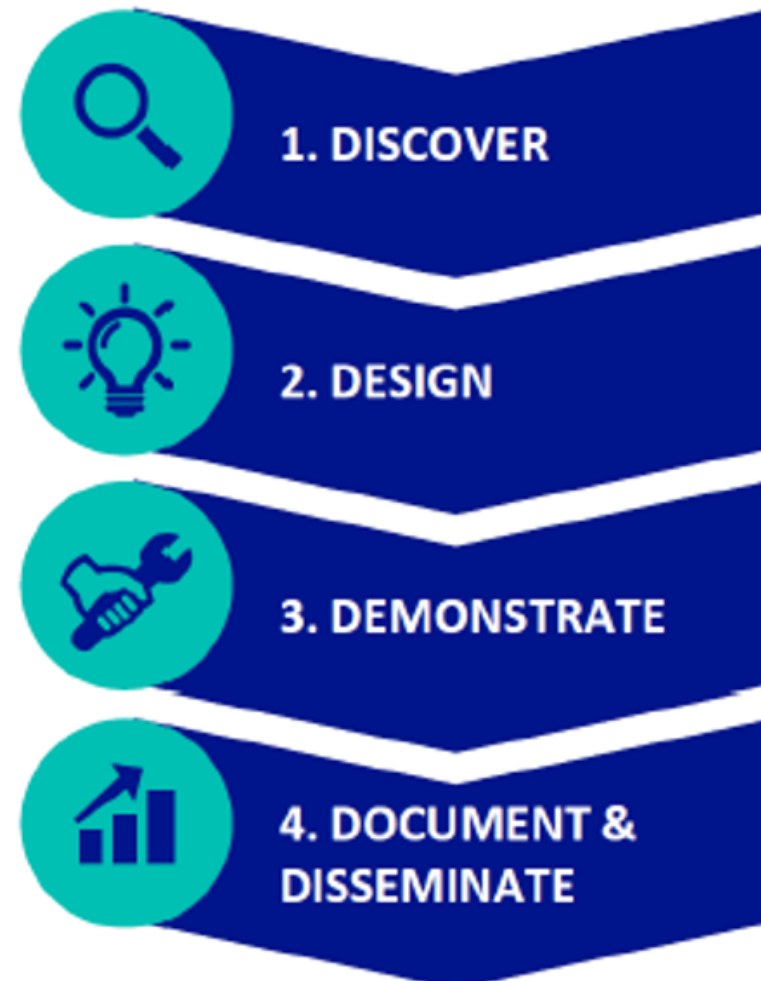 1. DISCOVER
2. DESIGN
3. DEMONSTRATE
4. DOCUMENT &
DISSEMINATE